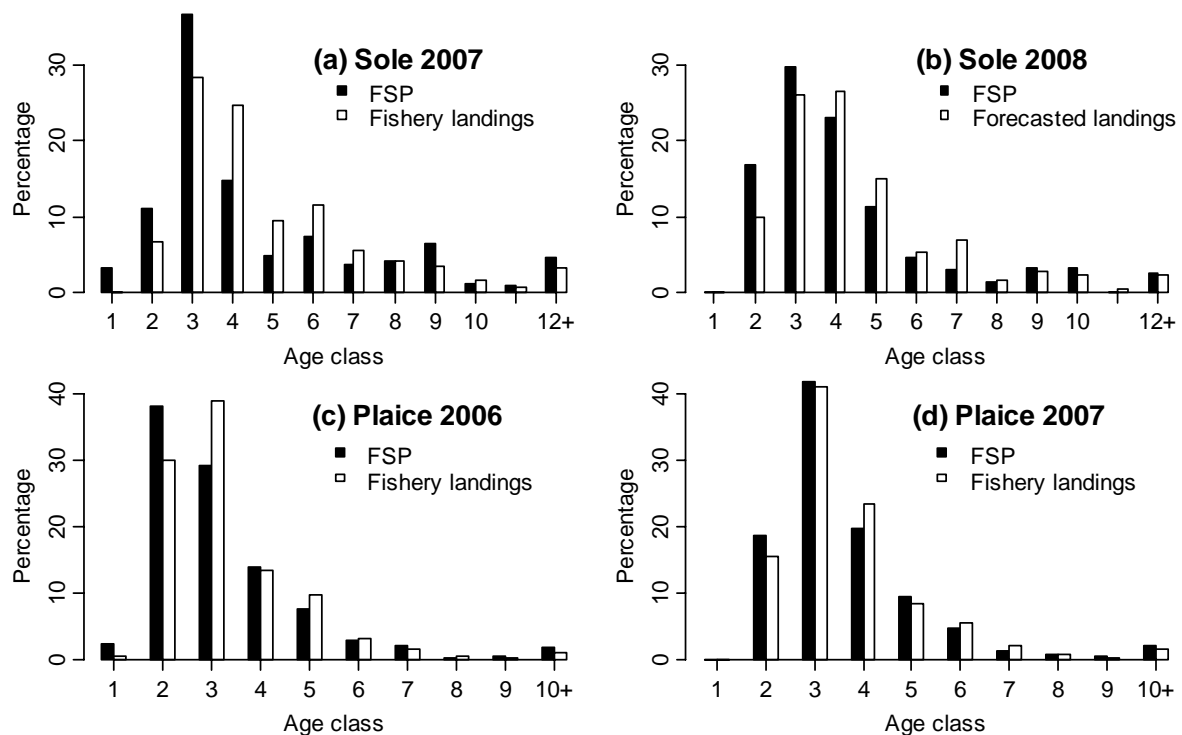 (a) Sole 2007
FSP
Fishery landings
Percentage
0 10 20 30
1 2 3 4 5 6 7 8 9 10 12+
Age class
(b) Sole 2008
FSP
Forecasted landings
Percentage
0 10 20 30
1 2 3 4 5 6 7 8 9 10 12+
Age class
(c) Plaice 2006
FSP
Fishery landings
Percentage
0 10 20 30 40
1 2 3 4 5 6 7 8 9 10+
Age class
(d) Plaice 2007
FSP
Fishery landings
Percentage
0 10 20 30 40
1 2 3 4 5 6 7 8 9 10+
Age class